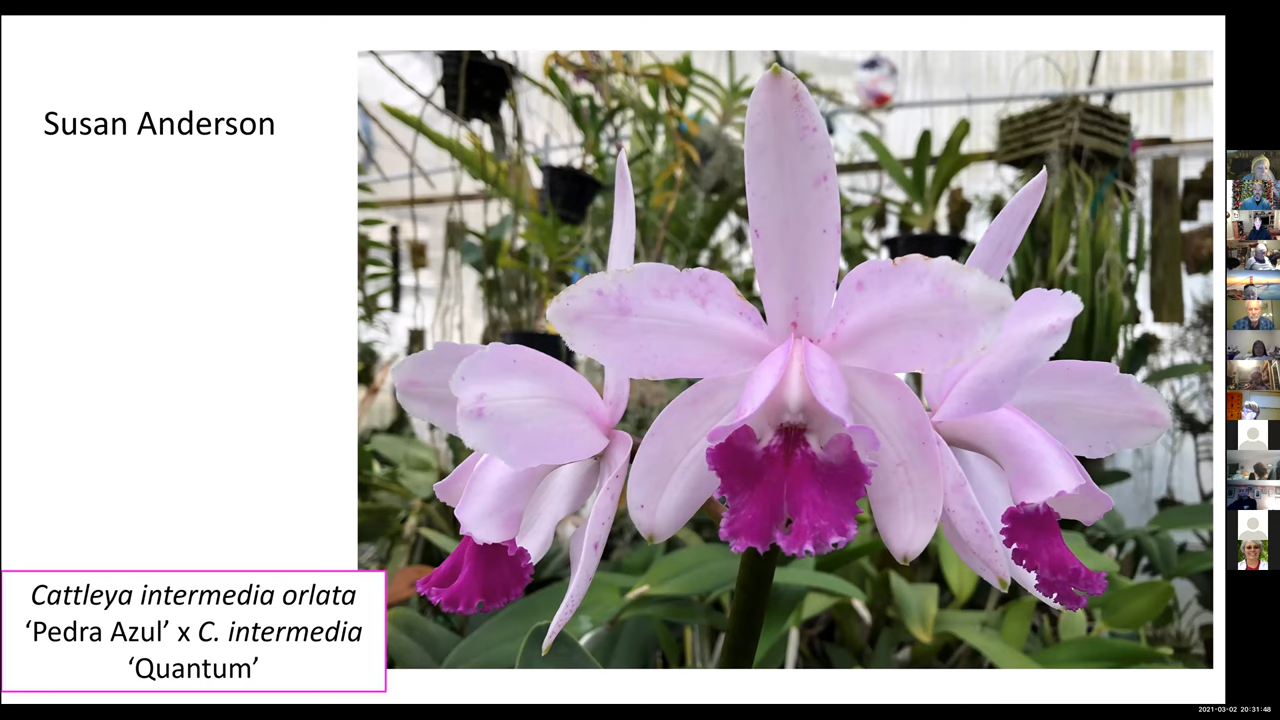 Susan Anderson
Cattleya intermedia orlata
‘Pedra Azul’ x C. intermedia
‘Quantum’
2021-03-02 20:31:48